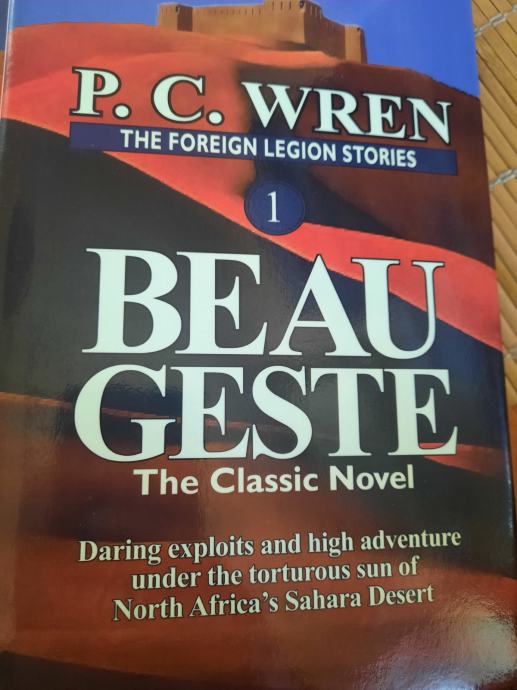 P. C. WREN
THE FOREIGN LEGION STORIES
1
BEAU
GESTE
The Classic Novel
Daring exploits and high adventure
under the torturous sun of
North Africa's Sahara Desert